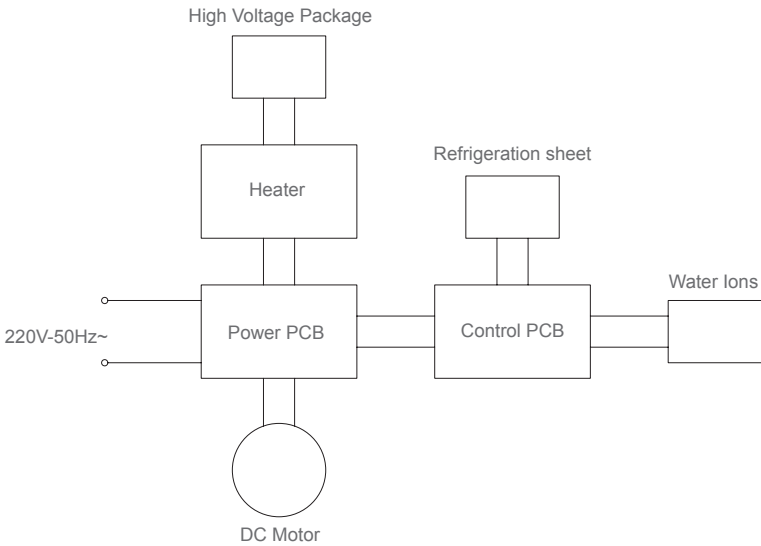 High Voltage Package
Heater
Refrigeration sheet
Water Ions
220V-50Hz~
Power PCB
Control PCB
DC Motor